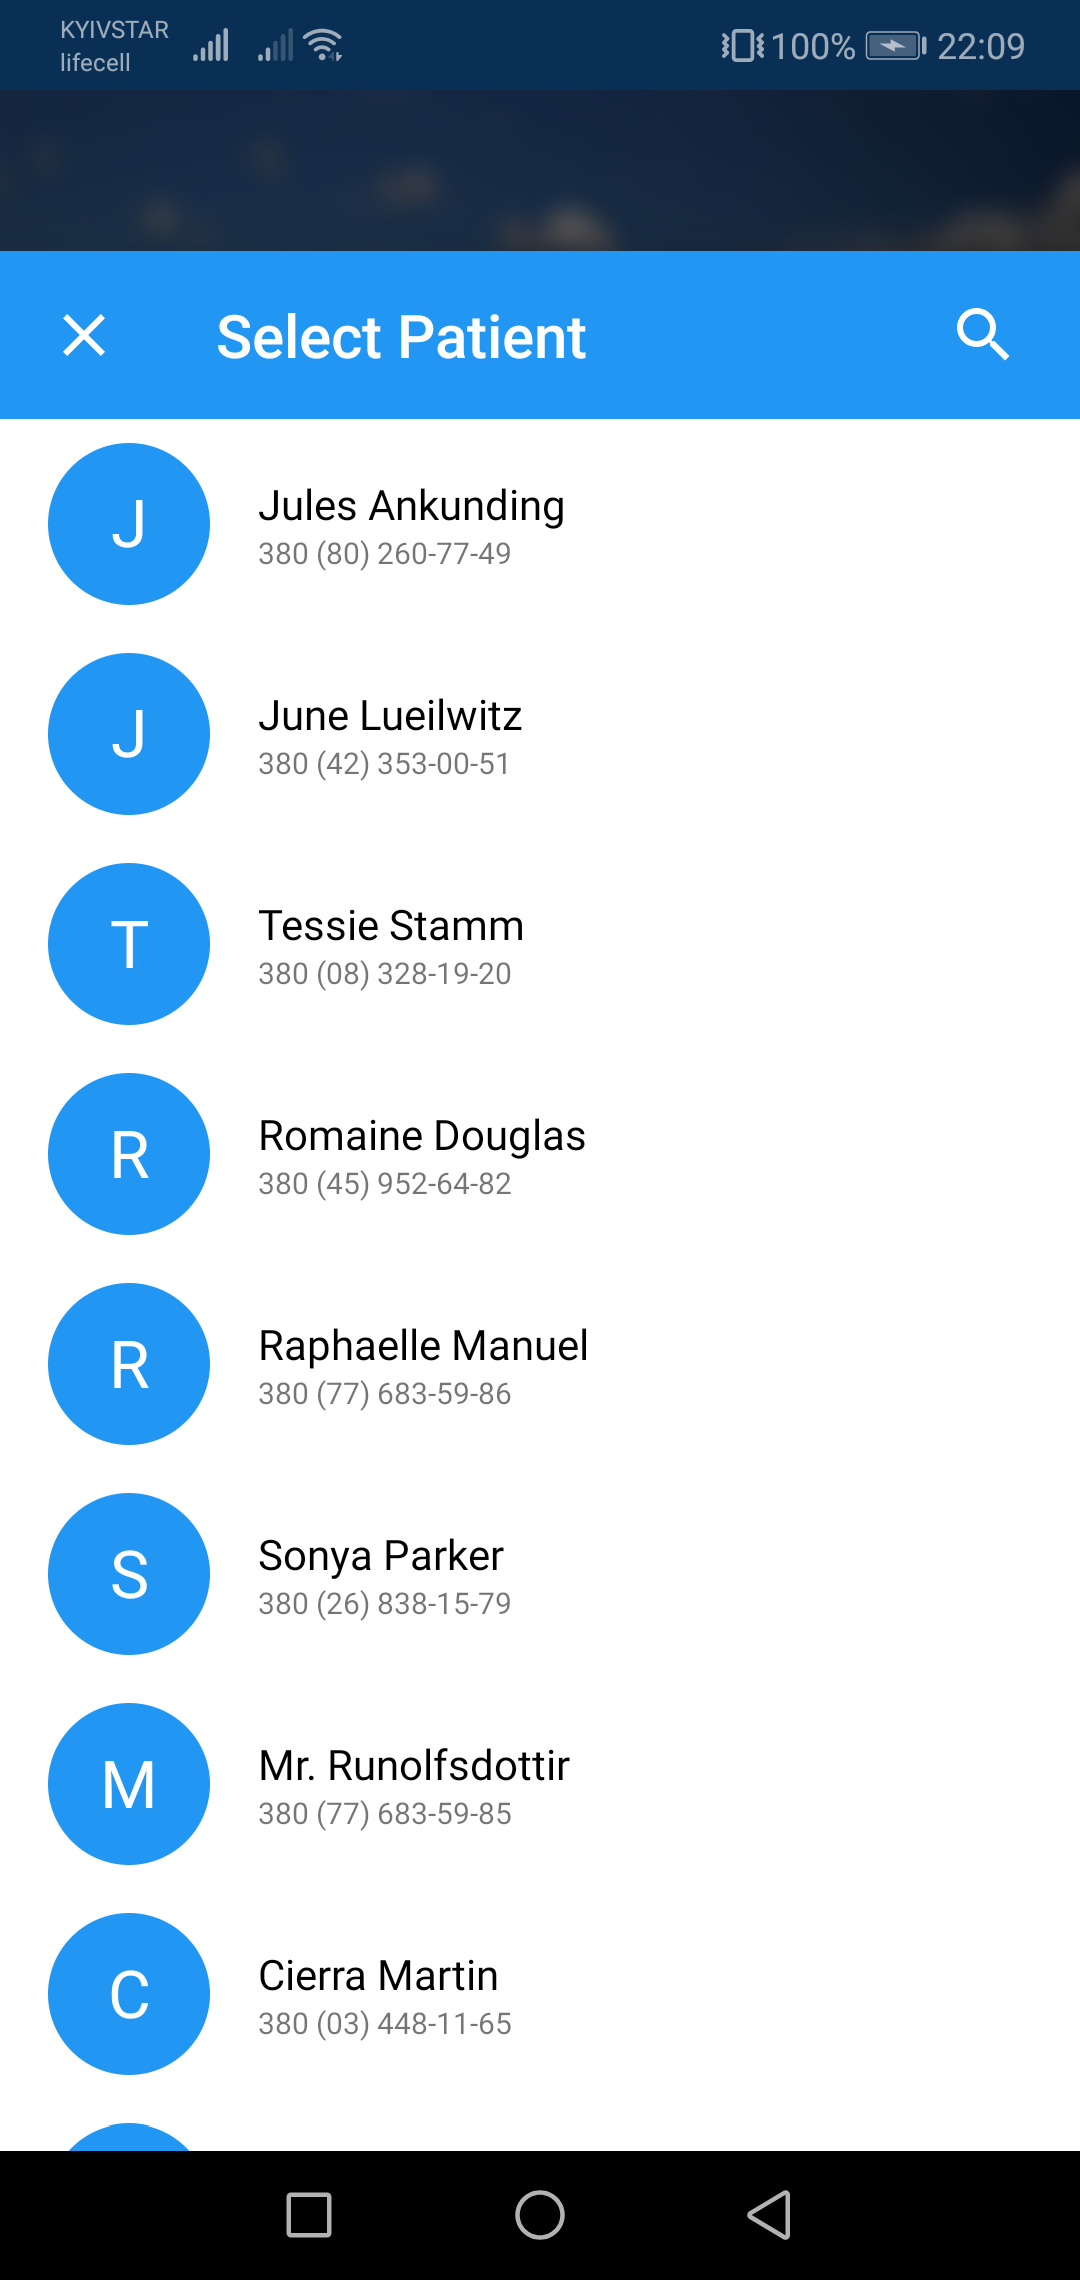 KYIVSTAR
lifecell
100% 22:09
Select Patient
J
Jules Ankunding
380 (80) 260-77-49
J
June Lueilwitz
380 (42) 353-00-51
T
Tessie Stamm
380 (08) 328-19-20
R
Romaine Douglas
380 (45) 952-64-82
R
Raphaelle Manuel
380 (77) 683-59-86
S
Sonya Parker
380 (26) 838-15-79
M
Mr. Runolfsdottir
380 (77) 683-59-85
C
Cierra Martin
380 (03) 448-11-65